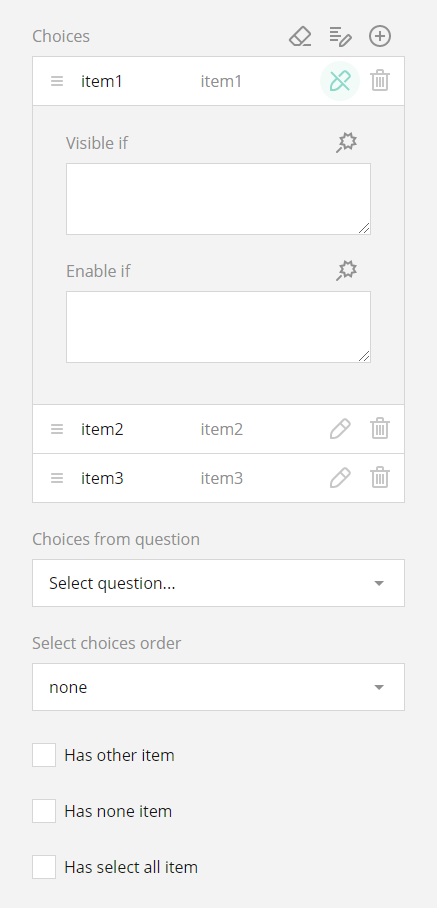 Choices
item1 item1
Visible if
Enable if
item2 item2
item3 item3
Choices from question
Select question...
Select choices order
none
Has other item
Has none item
Has select all item